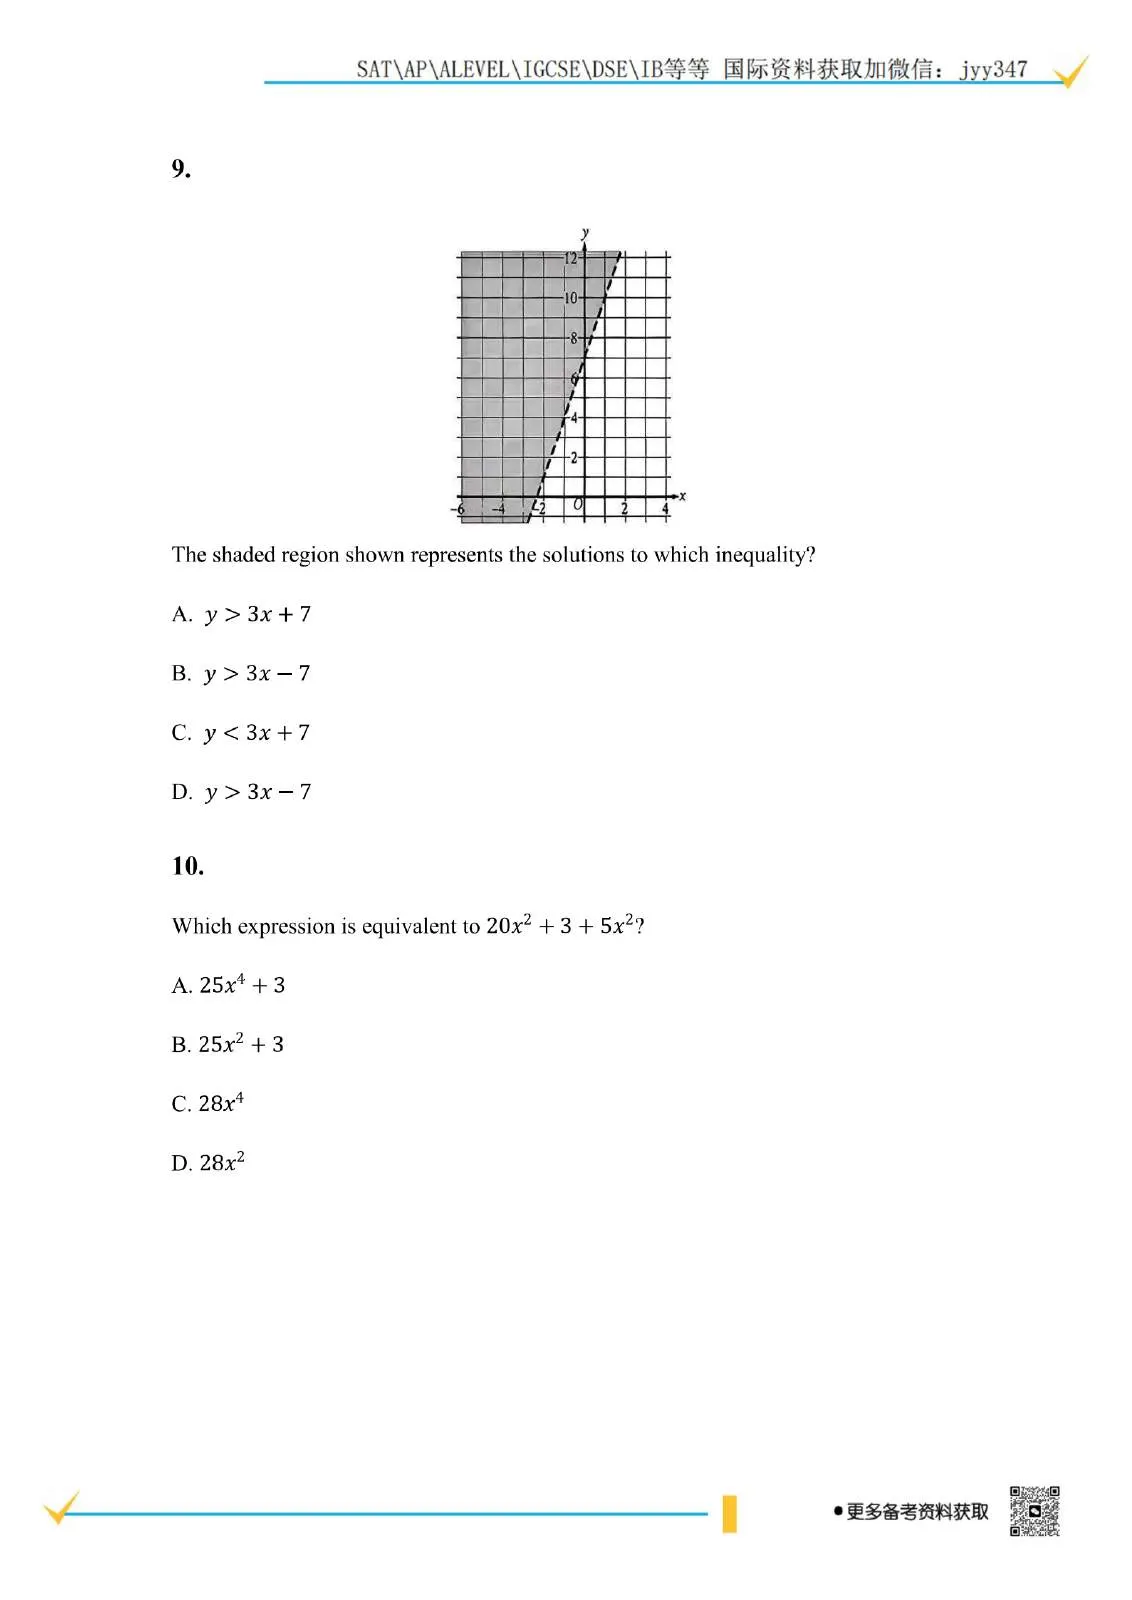 SAT\AP\ALEVEL\IGCSE\DSE\IB等等 国际资料获取加微信：jyy347
9.
y
12
10
8
6
4
2
-6 -4 -2 O 2 4 x
The shaded region shown represents the solutions to which inequality?
A. y > 3x + 7
B. y > 3x − 7
C. y < 3x + 7
D. y > 3x − 7
10.
Which expression is equivalent to 20x² + 3 + 5x²?
A. 25x⁴ + 3
B. 25x² + 3
C. 28x⁴
D. 28x²
•更多备考资料获取